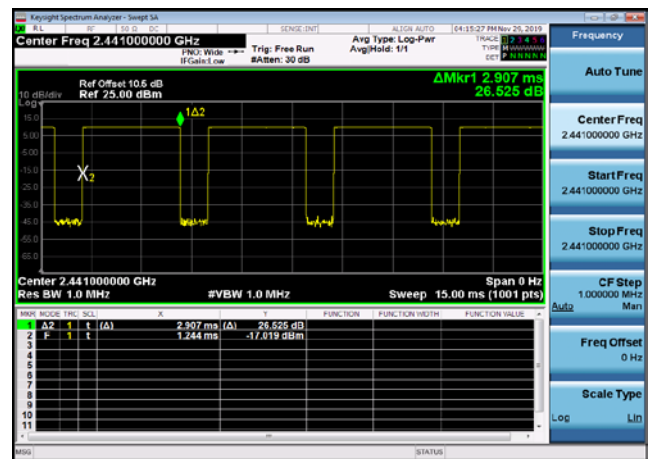 Keysight Spectrum Analyzer - Swept SA
RL RF 50 Ω DC SENSE:INT ALIGN AUTO 04:15:27 PM Nov 29, 2019
Center Freq 2.441000000 GHz
PNO: Wide
IFGain:Low
Trig: Free Run
#Atten: 30 dB
Avg Type: Log-Pwr
Avg|Hold: 1/1
TRACE 1 2 3 4 5 6
TYPE
DET P N N N N N
Frequency
Auto Tune
Center Freq
2.441000000 GHz
Start Freq
2.441000000 GHz
Stop Freq
2.441000000 GHz
CF Step
1.000000 MHz
Auto Man
Freq Offset
0 Hz
Scale Type
Log Lin
Ref Offset 10.5 dB
10 dB/div Ref 25.00 dBm
Log
ΔMkr1 2.907 ms
26.525 dB
1Δ2
X2
15.0
5.00
-5.00
-15.0
-25.0
-35.0
-45.0
-55.0
-65.0
Center 2.441000000 GHz Span 0 Hz
Res BW 1.0 MHz #VBW 1.0 MHz Sweep 15.00 ms (1001 pts)
MKR MODE TRC SCL X Y FUNCTION FUNCTION WIDTH FUNCTION VALUE
1 Δ2 1 t (Δ) 2.907 ms (Δ) 26.525 dB
2 F 1 t 1.244 ms -17.019 dBm
3
4
5
6
7
8
9
10
11
MSG STATUS